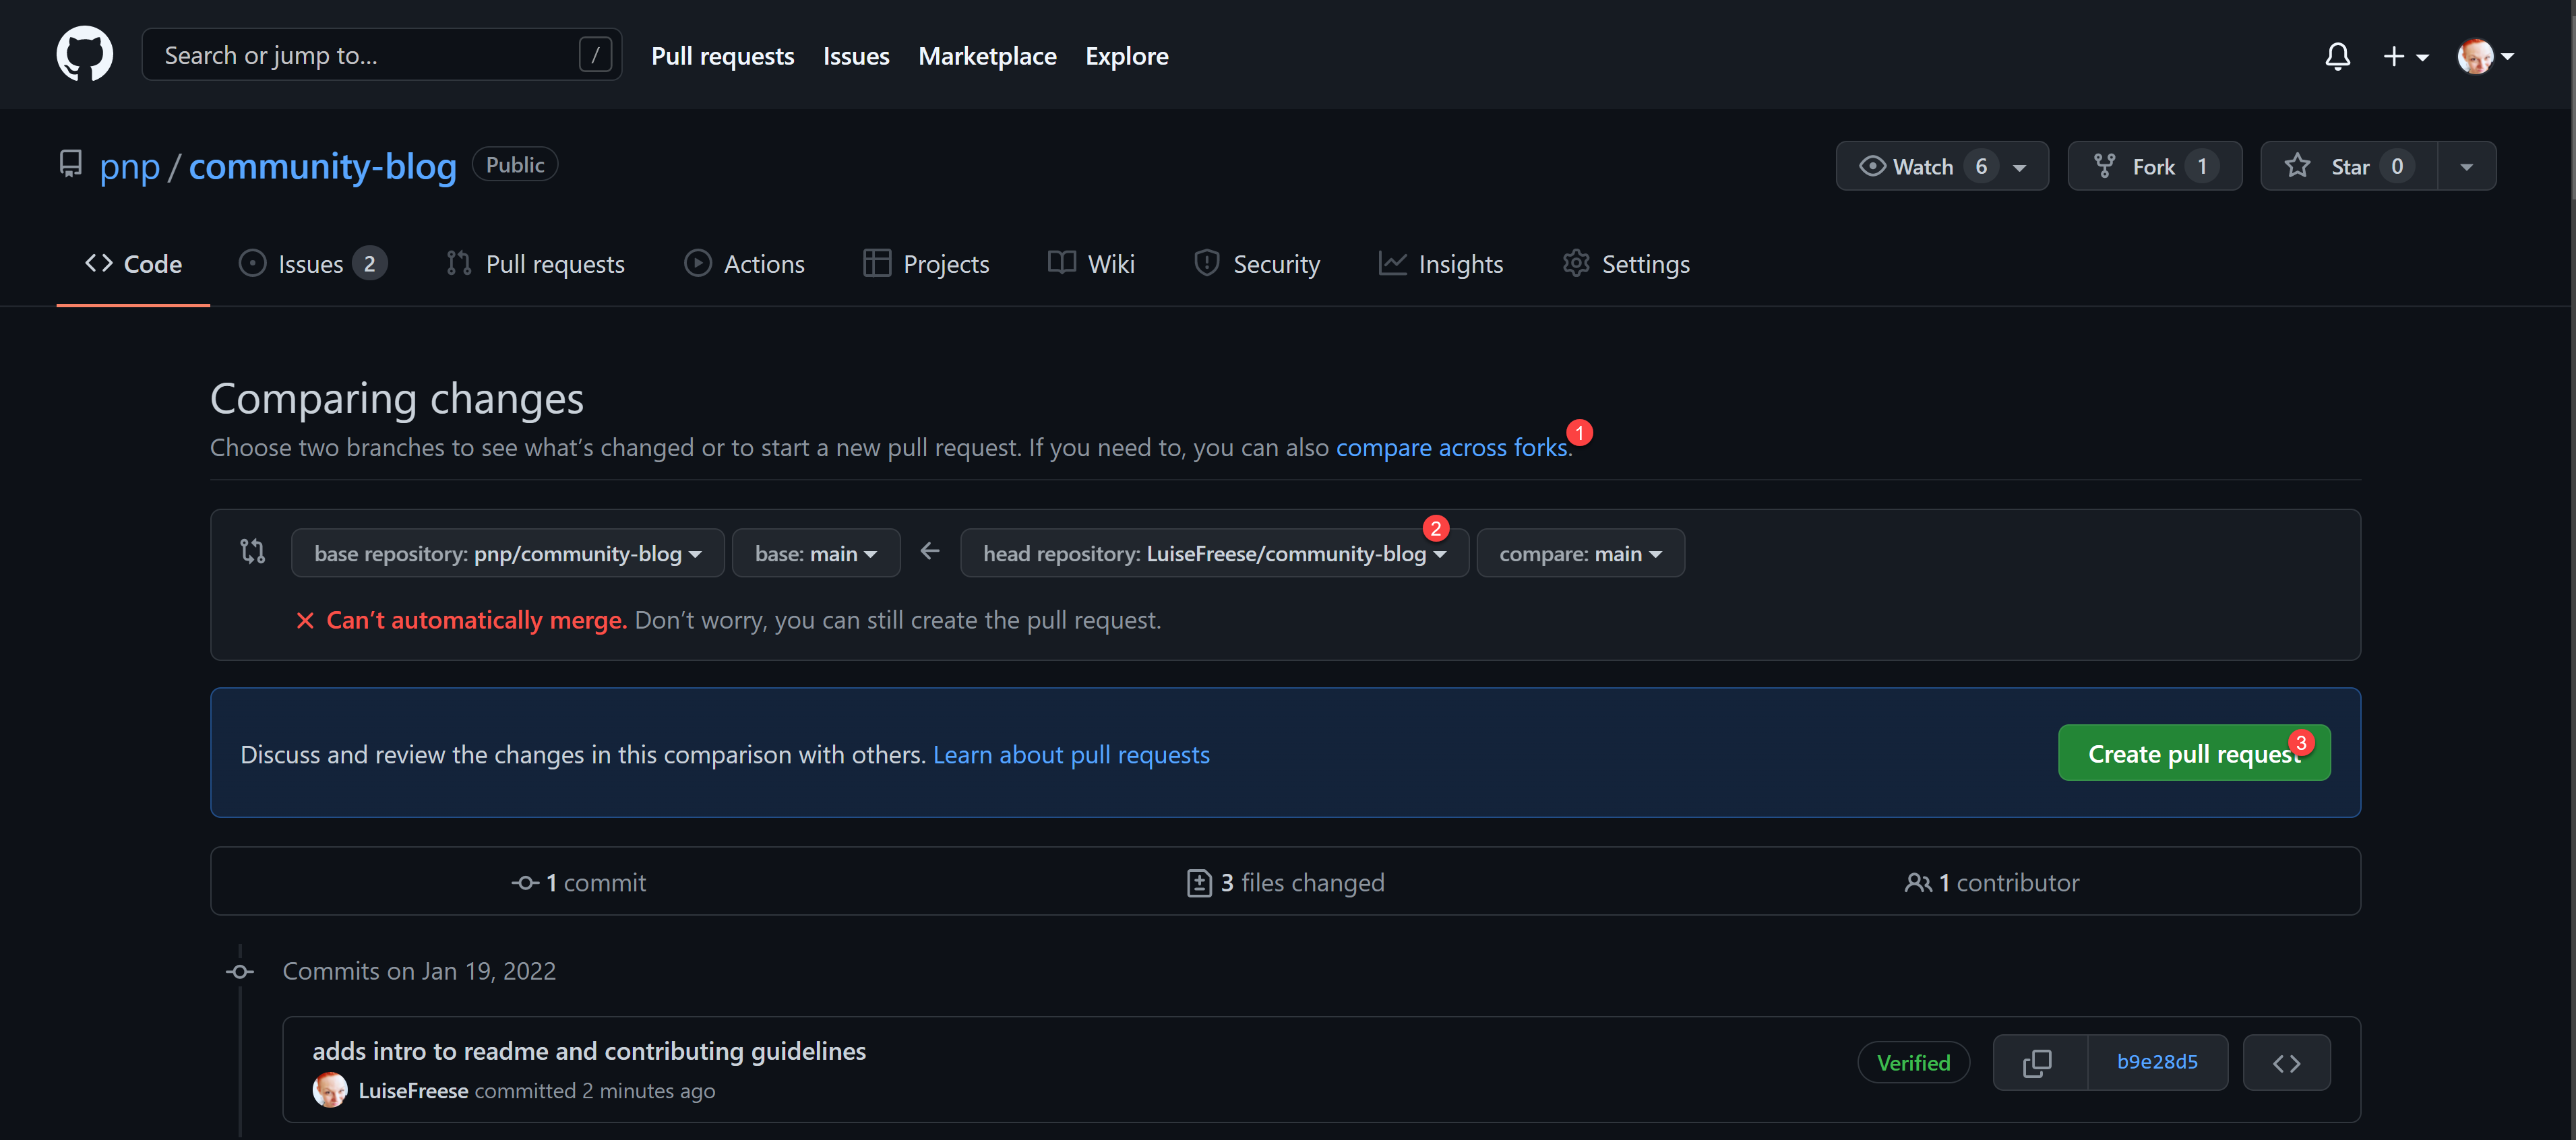 Search or jump to... / Pull requests Issues Marketplace Explore
pnp / community-blog Public Watch 6 Fork 1 Star 0
Code Issues 2 Pull requests Actions Projects Wiki Security Insights Settings
Comparing changes
Choose two branches to see what’s changed or to start a new pull request. If you need to, you can also compare across forks. 1
base repository: pnp/community-blog base: main head repository: LuiseFreese/community-blog 2 compare: main
Can’t automatically merge. Don’t worry, you can still create the pull request.
Discuss and review the changes in this comparison with others. Learn about pull requests Create pull request 3
1 commit 3 files changed 1 contributor
Commits on Jan 19, 2022
adds intro to readme and contributing guidelines
Verified b9e28d5
LuiseFreese committed 2 minutes ago